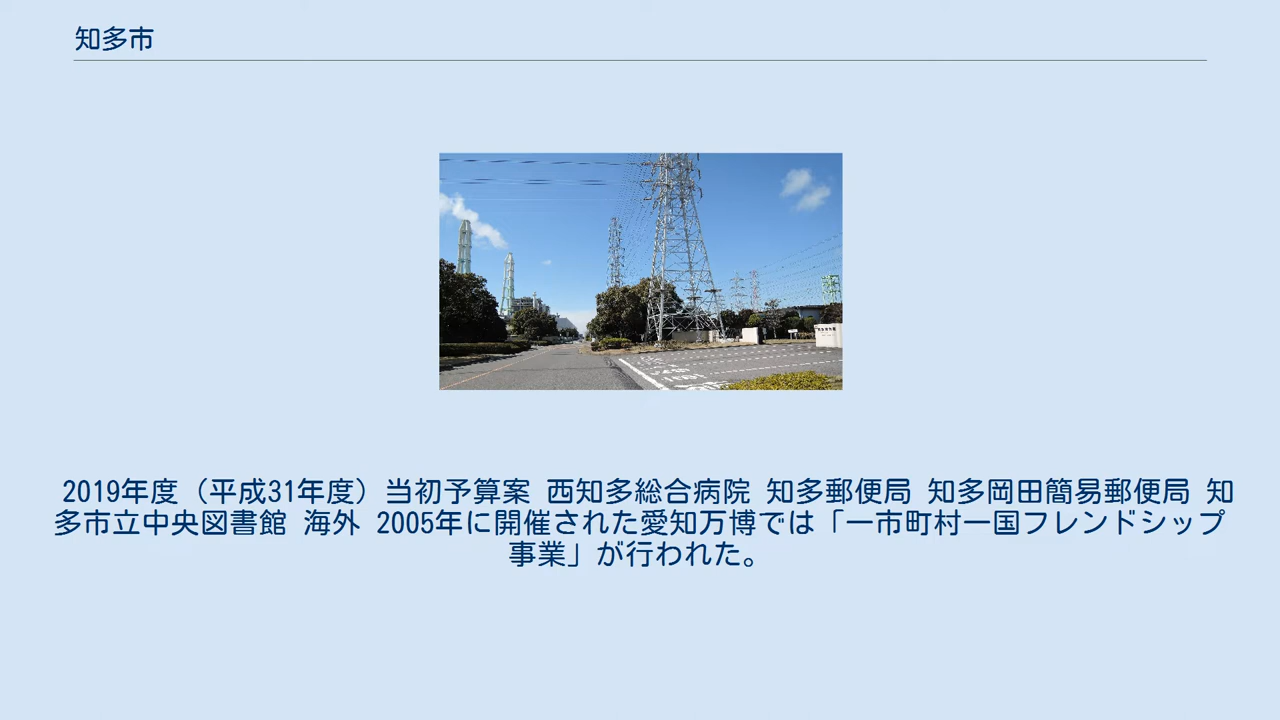 知多市
2019年度（平成31年度）当初予算案 西知多総合病院 知多郵便局 知多岡田簡易郵便局 知
多市立中央図書館 海外 2005年に開催された愛知万博では「一市町村一国フレンドシップ
事業」が行われた。